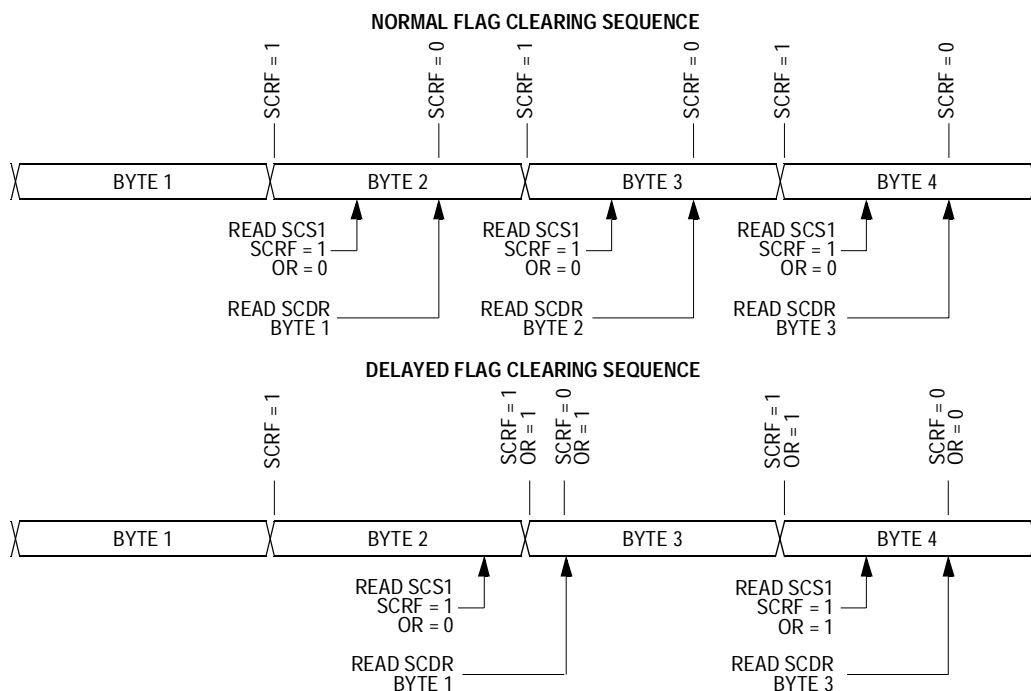 NORMAL FLAG CLEARING SEQUENCE
SCRF = 1
SCRF = 0
SCRF = 1
SCRF = 0
SCRF = 1
SCRF = 0
BYTE 1
BYTE 2
BYTE 3
BYTE 4
READ SCS1
SCRF = 1
OR = 0
READ SCS1
SCRF = 1
OR = 0
READ SCS1
SCRF = 1
OR = 0
READ SCDR
BYTE 1
READ SCDR
BYTE 2
READ SCDR
BYTE 3
DELAYED FLAG CLEARING SEQUENCE
SCRF = 1
SCRF = 1
OR = 1
SCRF = 0
OR = 1
SCRF = 1
OR = 1
SCRF = 0
OR = 0
BYTE 1
BYTE 2
BYTE 3
BYTE 4
READ SCS1
SCRF = 1
OR = 0
READ SCS1
SCRF = 1
OR = 1
READ SCDR
BYTE 1
READ SCDR
BYTE 3